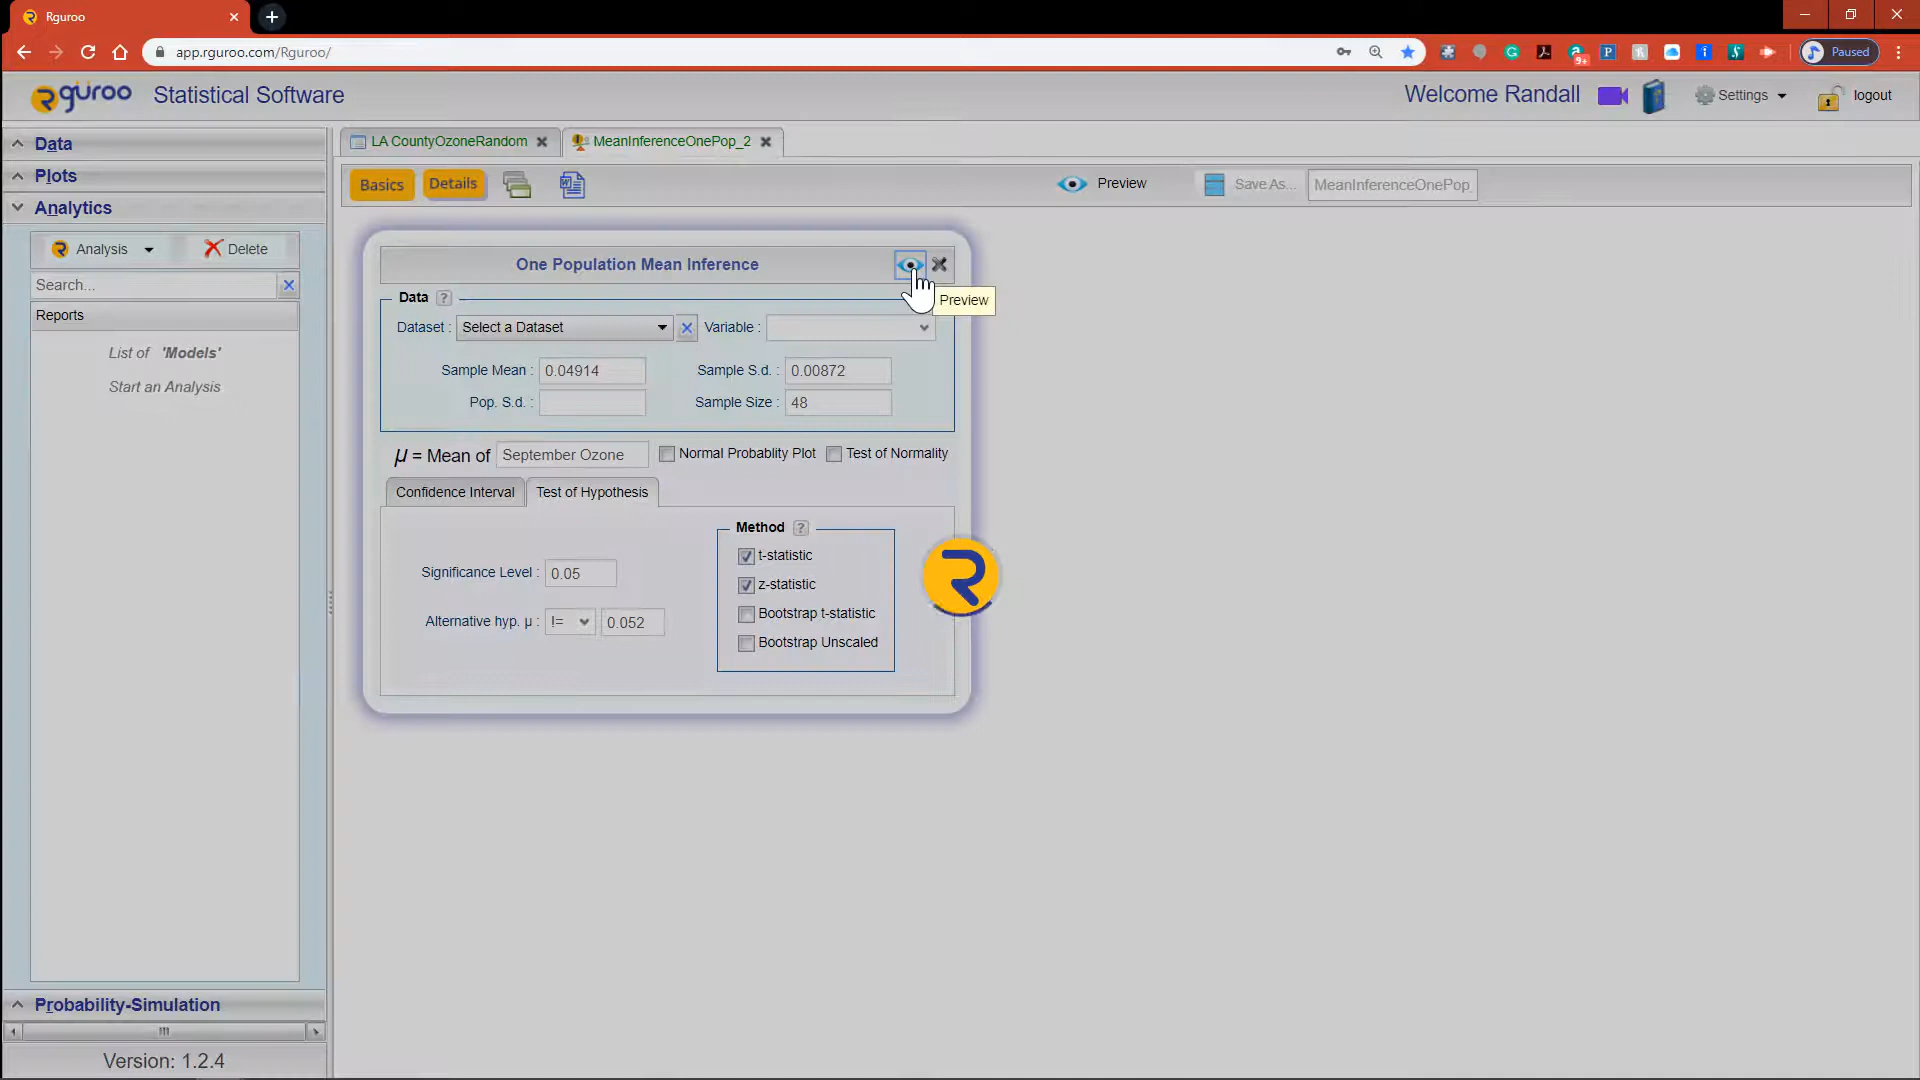 Rguroo
app.rguroo.com/Rguroo/
9+
P
Paused
Rguroo Statistical Software
Welcome Randall
Settings
logout
Data
Plots
Analytics
Analysis
Delete
Search...
Reports
List of 'Models'
Start an Analysis
Probability-Simulation
Version: 1.2.4
LA CountyOzoneRandom
MeanInferenceOnePop_2
Basics
Details
Preview
Save As...
MeanInferenceOnePop
One Population Mean Inference
Preview
Data ?
Dataset : Select a Dataset Variable :
Sample Mean : 0.04914 Sample S.d. : 0.00872
Pop. S.d. : Sample Size : 48
μ = Mean of September Ozone Normal Probablity Plot Test of Normality
Confidence Interval Test of Hypothesis
Method ?
t-statistic
z-statistic
Bootstrap t-statistic
Bootstrap Unscaled
Significance Level : 0.05
Alternative hyp. μ : != 0.052